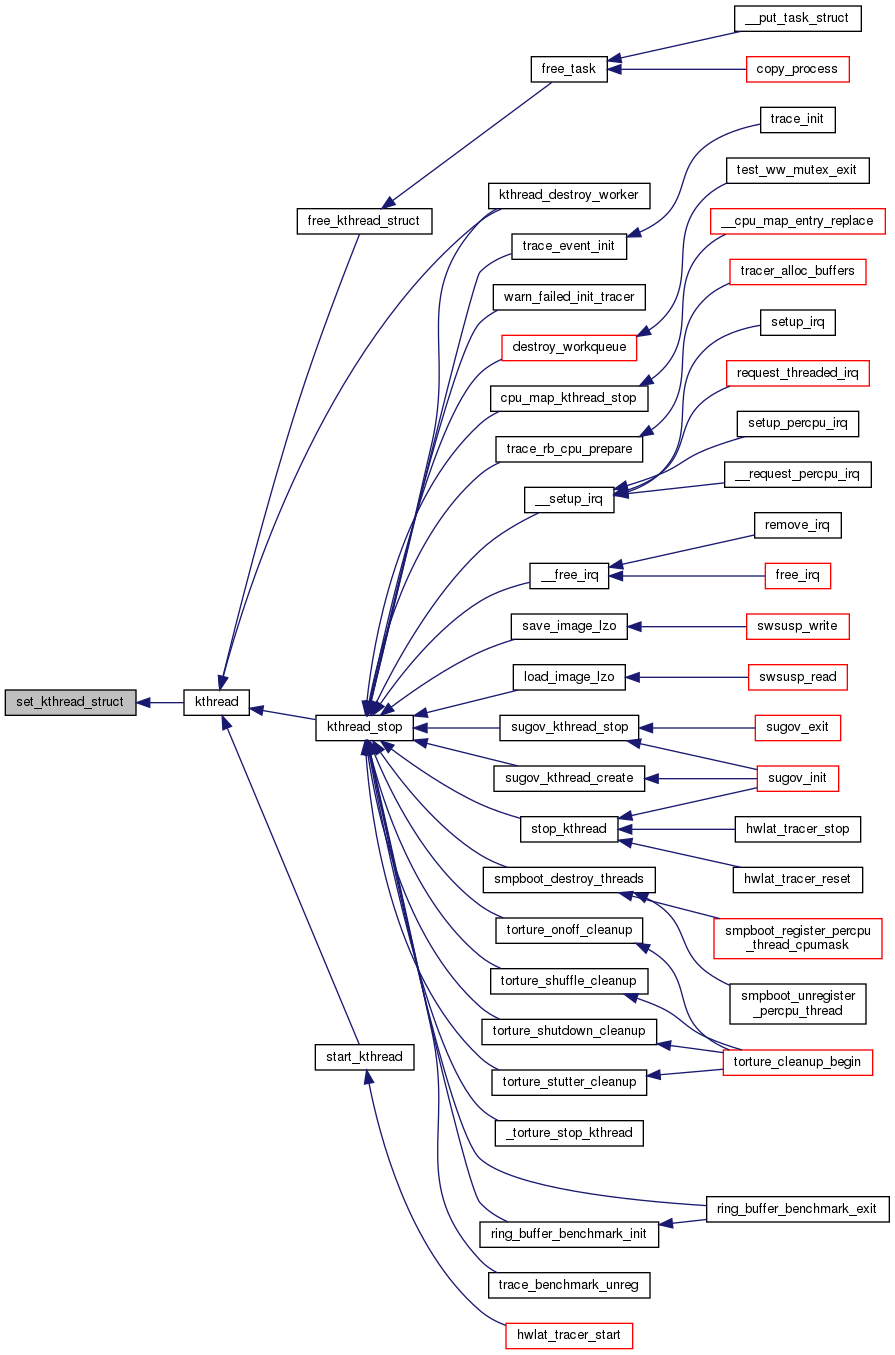 __put_task_struct
free_task
copy_process
trace_init
test_ww_mutex_exit
kthread_destroy_worker
free_kthread_struct
__cpu_map_entry_replace
trace_event_init
tracer_alloc_buffers
warn_failed_init_tracer
setup_irq
destroy_workqueue
request_threaded_irq
cpu_map_kthread_stop
setup_percpu_irq
trace_rb_cpu_prepare
__request_percpu_irq
__setup_irq
remove_irq
__free_irq
free_irq
save_image_lzo
swsusp_write
load_image_lzo
swsusp_read
set_kthread_struct
kthread
kthread_stop
sugov_kthread_stop
sugov_exit
sugov_kthread_create
sugov_init
stop_kthread
hwlat_tracer_stop
smpboot_destroy_threads
hwlat_tracer_reset
torture_onoff_cleanup
smpboot_register_percpu
_thread_cpumask
torture_shuffle_cleanup
smpboot_unregister
_percpu_thread
torture_shutdown_cleanup
start_kthread
torture_cleanup_begin
torture_stutter_cleanup
_torture_stop_kthread
ring_buffer_benchmark_exit
ring_buffer_benchmark_init
trace_benchmark_unreg
hwlat_tracer_start